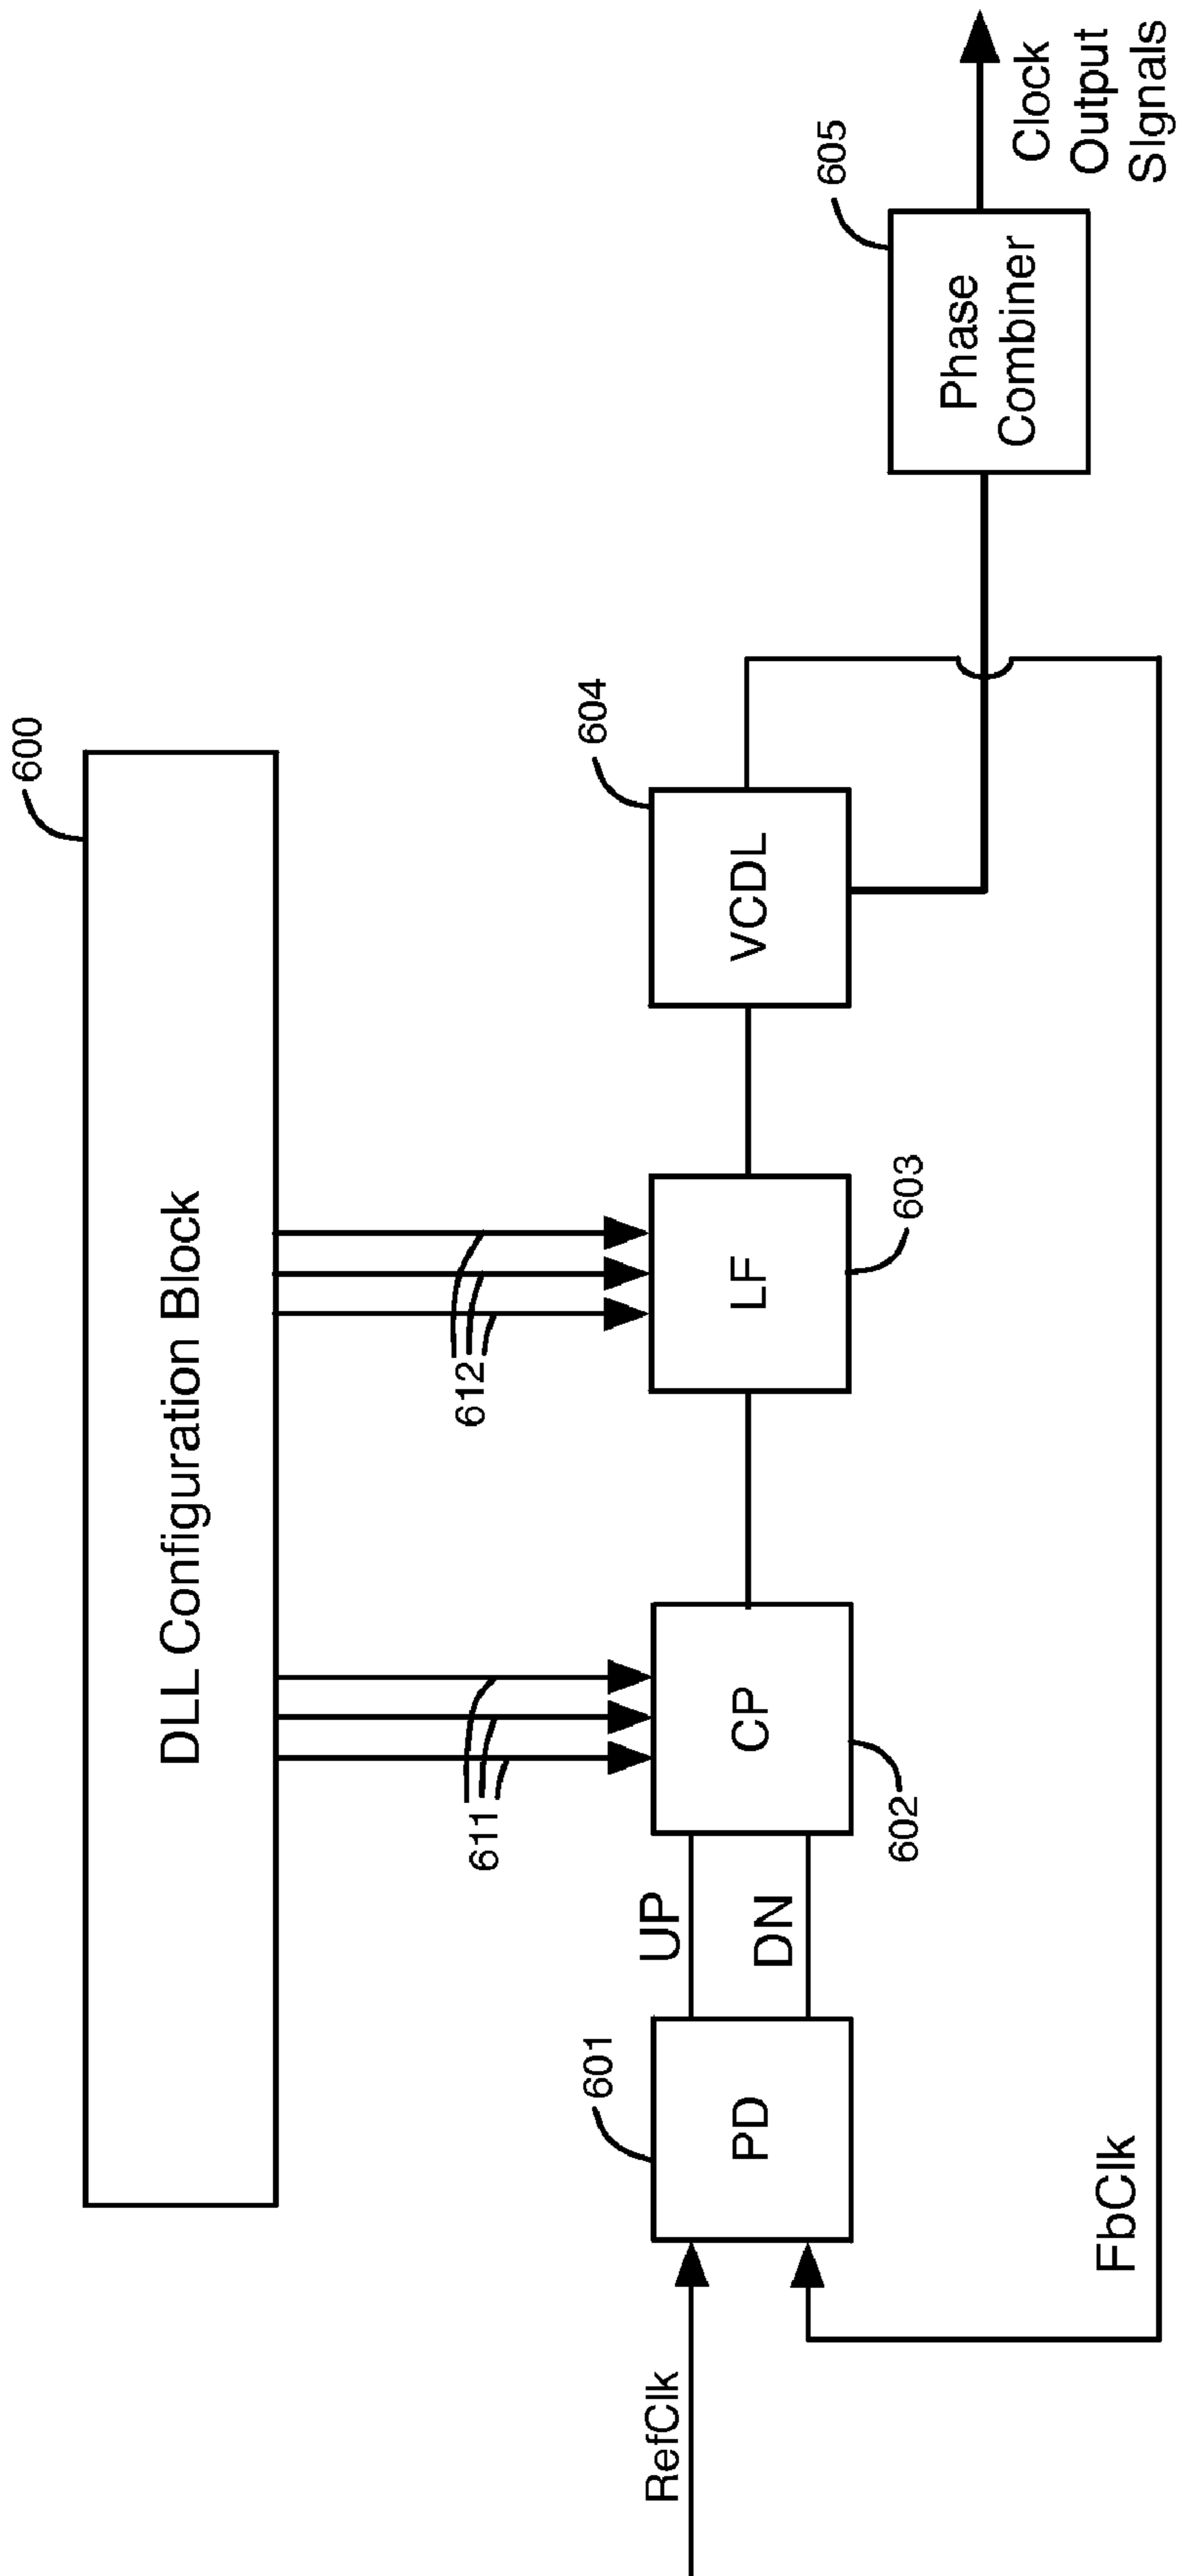 600
DLL Configuration Block
611
612
RefClk
601
PD
UP
DN
CP
602
LF
603
604
VCDL
605
Phase
Combiner
Clock
Output
SIgnals
FbClk